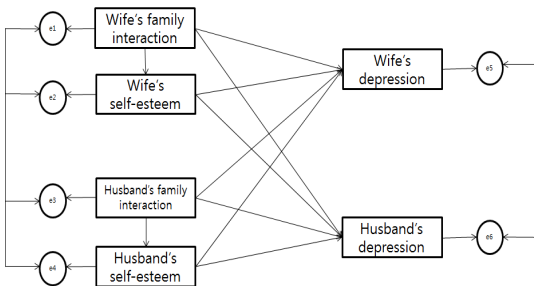 e1
Wife's family
interaction
e2
Wife's
self-esteem
e3
Husband's family
interaction
e4
Husband's
self-esteem
Wife's
depression
e5
Husband's
depression
e6